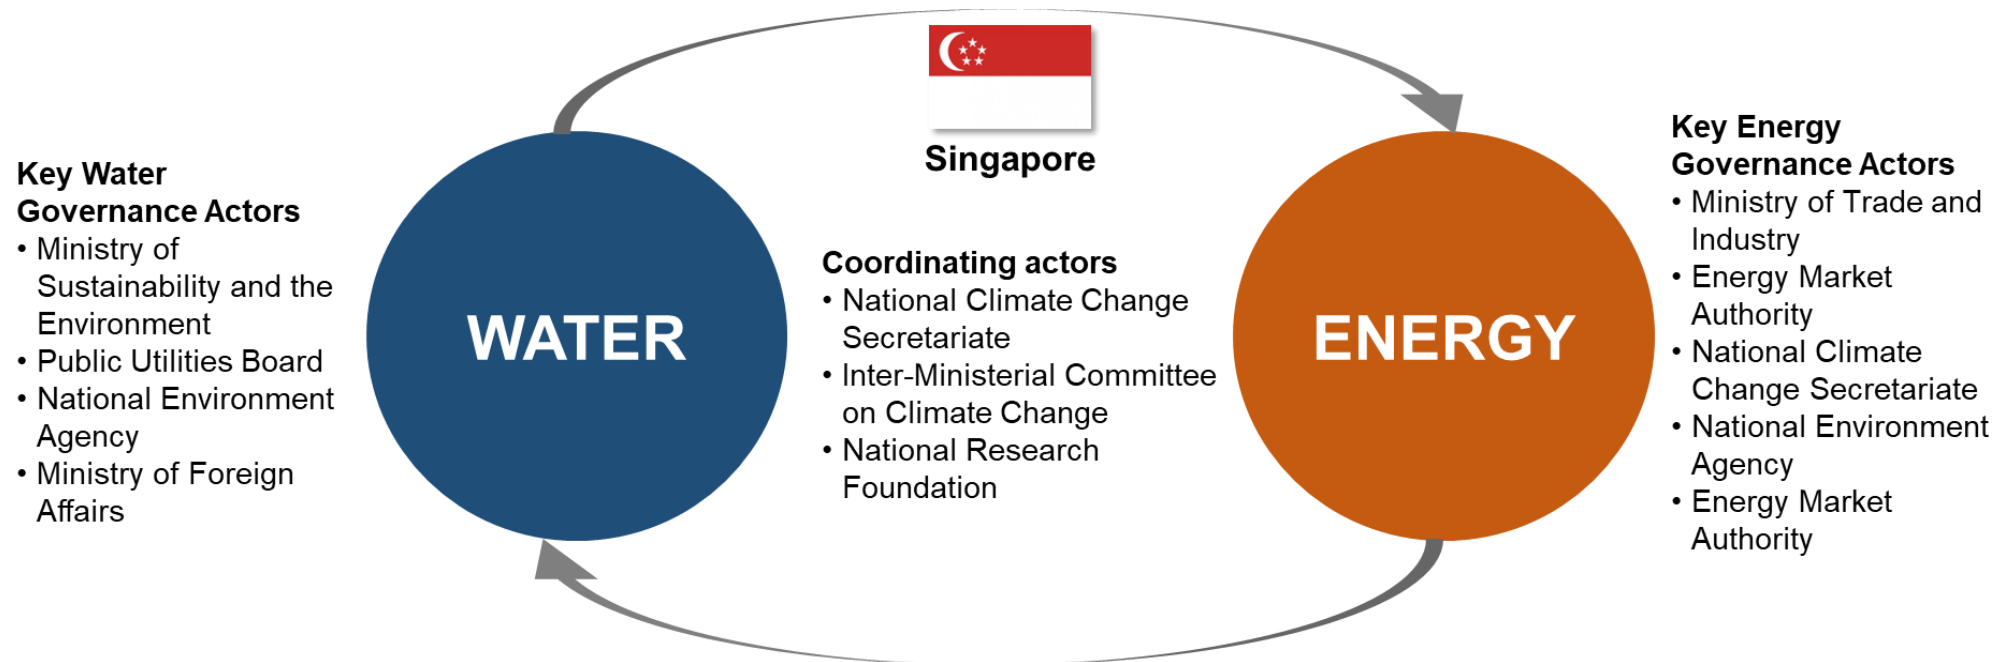 Singapore
Key Water
Governance Actors
• Ministry of
Sustainability and the
Environment
• Public Utilities Board
• National Environment
Agency
• Ministry of Foreign
Affairs
WATER
Coordinating actors
• National Climate Change
Secretariate
• Inter-Ministerial Committee
on Climate Change
• National Research
Foundation
ENERGY
Key Energy
Governance Actors
• Ministry of Trade and
Industry
• Energy Market
Authority
• National Climate
Change Secretariate
• National Environment
Agency
• Energy Market
Authority